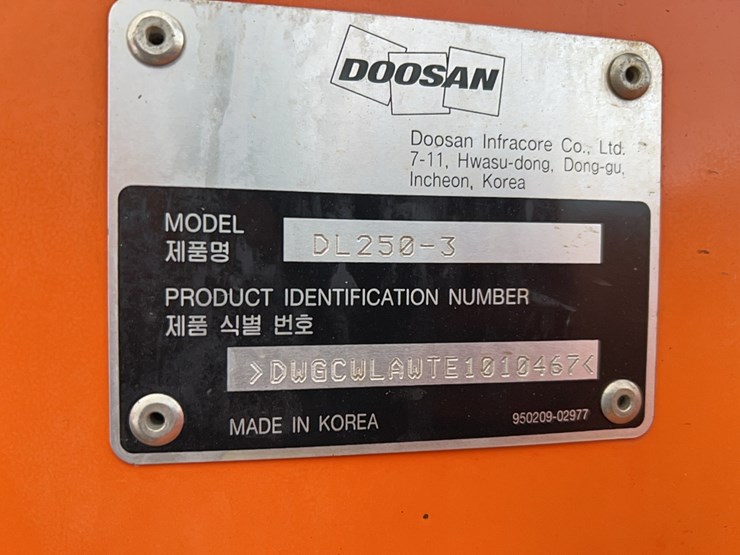 DOOSAN
Doosan Infracore Co., Ltd.
7-11, Hwasu-dong, Dong-gu,
Incheon, Korea
MODEL
제품명
DL250-3
PRODUCT IDENTIFICATION NUMBER
제품 식별 번호
>DWGCWLAWTE1010467<
MADE IN KOREA
950209-02977